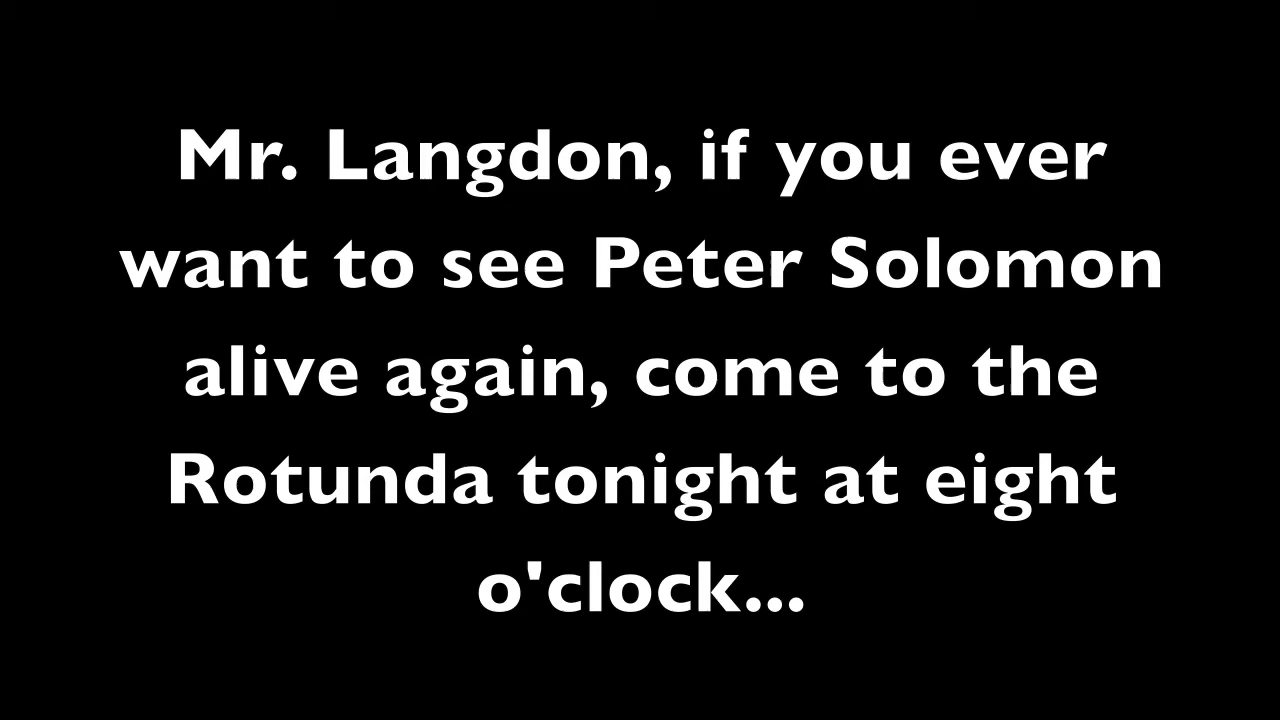 Mr. Langdon, if you ever
want to see Peter Solomon
alive again, come to the
Rotunda tonight at eight
o'clock...